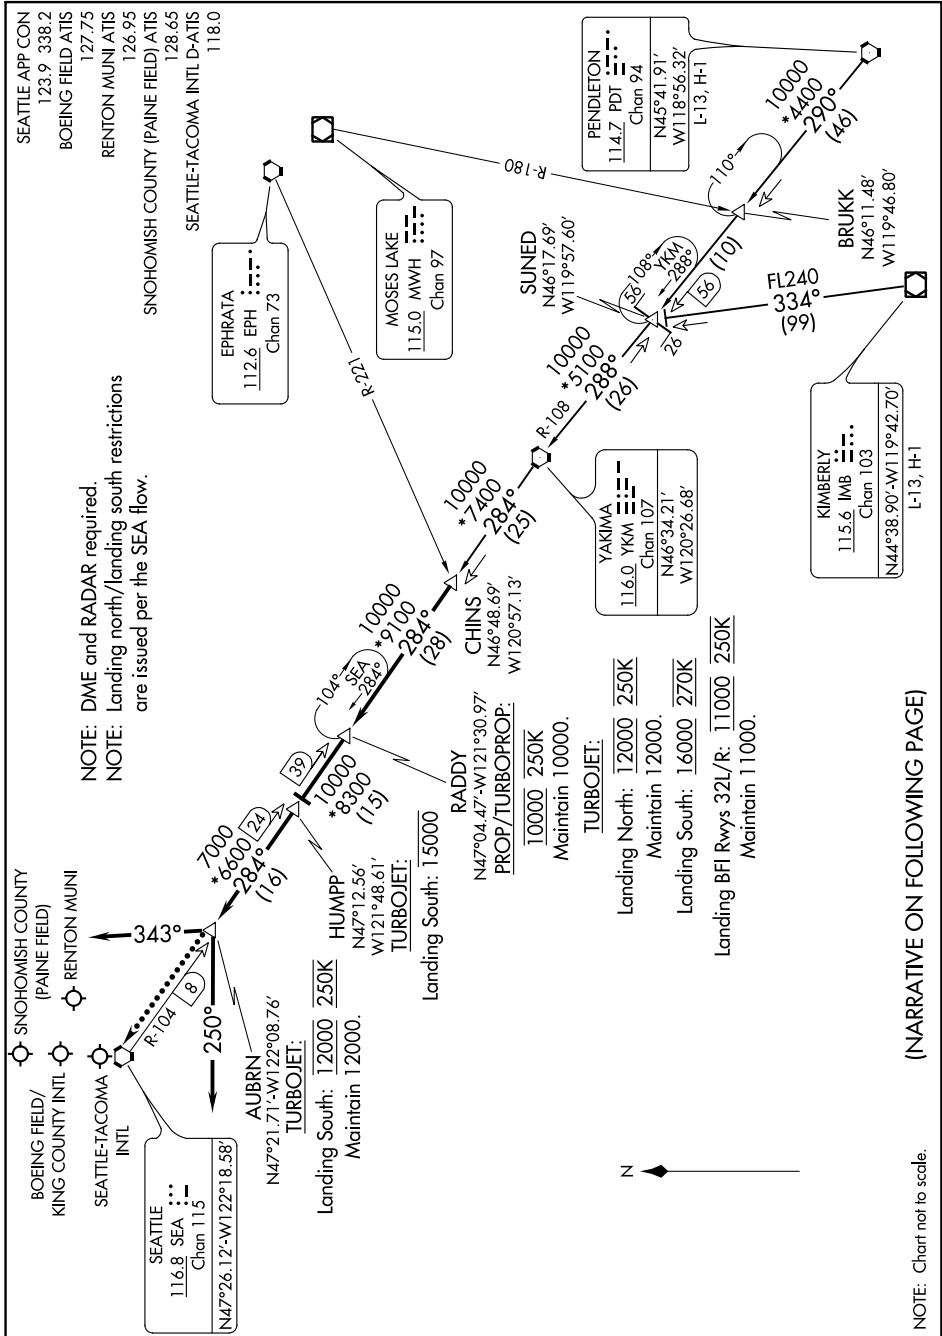 SEATTLE APP CON
123.9 338.2
BOEING FIELD ATIS
127.75
RENTON MUNI ATIS
126.95
SNOHOMISH COUNTY (PAINE FIELD) ATIS
128.65
SEATTLE-TACOMA INTL D-ATIS
118.0
NOTE: DME and RADAR required.
NOTE: Landing north/landing south restrictions
are issued per the SEA flow.
BOEING FIELD/
KING COUNTY INTL
SNOHOMISH COUNTY
(PAINE FIELD)
RENTON MUNI
SEATTLE-TACOMA
INTL
SEATTLE
116.8 SEA
Chan 115
N47°26.12'-W122°18.58'
R-104
8
343°
250°
AUBRN
N47°21.71'-W122°08.76'
TURBOJET:
Landing South: 12000 250K
Maintain 12000.
7000
*6600
284°
(16)
24
HUMPP
N47°12.56'
W121°48.61'
TURBOJET:
Landing South: 15000
39
10000
*8300
(15)
104°
SEA
284°
RADDY
N47°04.47'-W121°30.97'
PROP/TURBOPROP:
10000 250K
Maintain 10000.
TURBOJET:
Landing North: 12000 250K
Maintain 12000.
Landing South: 16000 270K
Maintain 16000.
Landing BFI Rwys 32L/R: 11000 250K
Maintain 11000.
10000
*9100
284°
(28)
CHINS
N46°48.69'
W120°57.13'
EPHRATA
112.6 EPH
Chan 73
R-221
10000
*7400
284°
(25)
MOSES LAKE
115.0 MWH
Chan 97
R-180
YAKIMA
116.0 YKM
Chan 107
N46°34.21'
W120°26.68'
R-108
10000
*5100
288°
(26)
SUNED
N46°17.69'
W119°57.60'
56
108°
YKM
288°
56
(10)
26
110°
BRUKK
N46°11.48'
W119°46.80'
PENDLETON
114.7 PDT
Chan 94
N45°41.91'
W118°56.32'
L-13, H-1
10000
*4400
290°
(46)
FL240
334°
(99)
KIMBERLY
115.6 IMB
Chan 103
N44°38.90'-W119°42.70'
L-13, H-1
N
(NARRATIVE ON FOLLOWING PAGE)
NOTE: Chart not to scale.